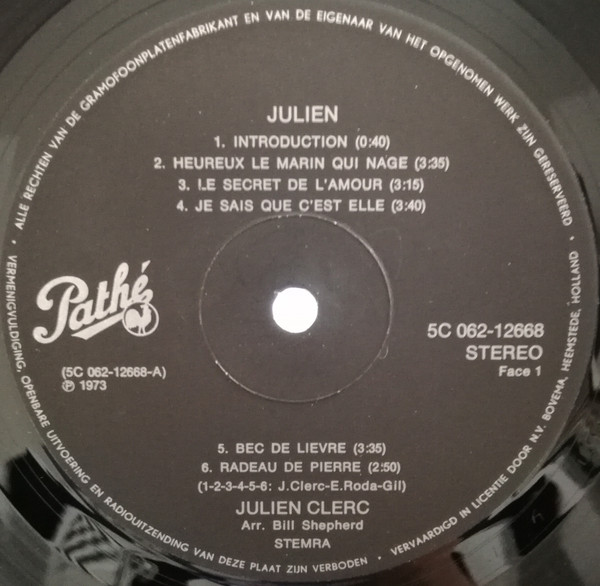 ALLE RECHTEN VAN DE GRAMOFOONPLATENFABRIKANT EN VAN DE EIGENAAR VAN HET OPGENOMEN WERK ZIJN GERESERVEERD •
JULIEN
1. INTRODUCTION (0:40)
2. HEUREUX LE MARIN QUI NAGE (3:35)
3. LE SECRET DE L'AMOUR (3:15)
4. JE SAIS QUE C'EST ELLE (3:40)
Pathé
5C 062-12668
STEREO
Face 1
(5C 062-12668-A)
℗ 1973
5. BEC DE LIEVRE (3:35)
6. RADEAU DE PIERRE (2:50)
(1-2-3-4-5-6: J.Clerc-E.Roda-Gil)
JULIEN CLERC
Arr. Bill Shepherd
STEMRA
VERMENIGVULDIGING, OPENBARE UITVOERING EN RADIOUITZENDING VAN DEZE PLAAT ZIJN VERBODEN •
VERVAARDIGD IN LICENTIE DOOR N.V. BOVEMA, HEEMSTEDE, HOLLAND •